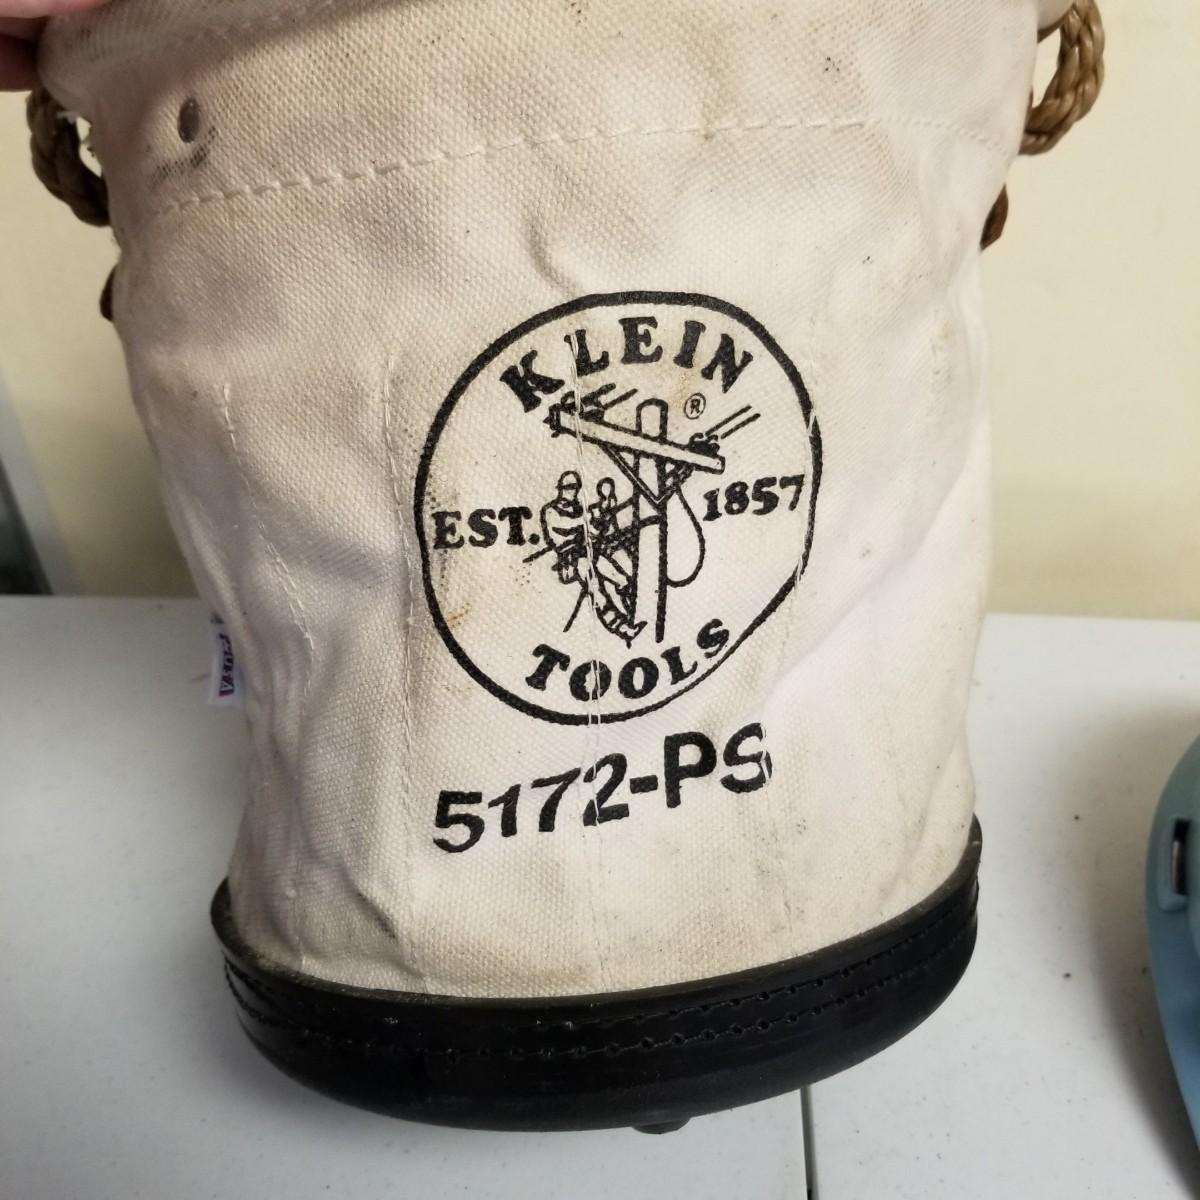 KLEIN
®
EST. 1857
TOOLS
5172-PS